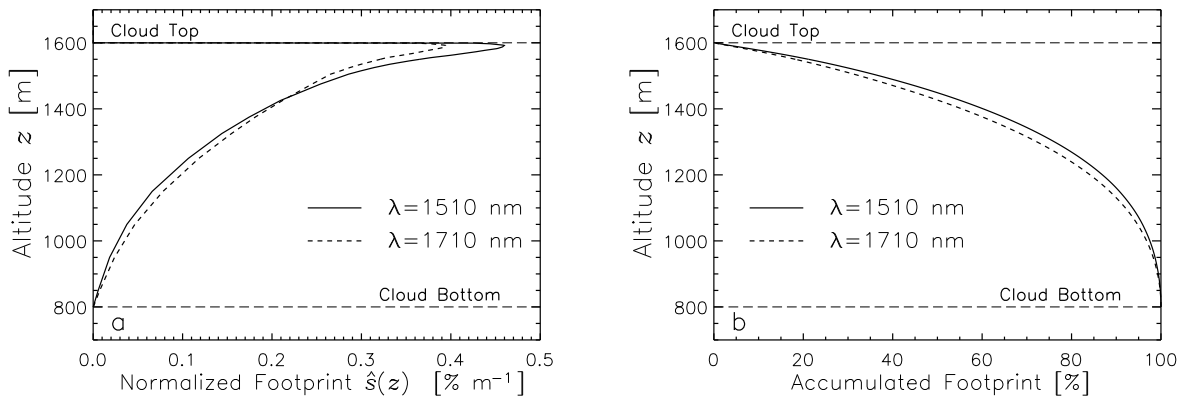 Cloud Top
1600
1400
1200
1000
800
Altitude z [m]
λ=1510 nm
λ=1710 nm
Cloud Bottom
a
0.0 0.1 0.2 0.3 0.4 0.5
Normalized Footprint ŝ(z) [% m⁻¹]
Cloud Top
1600
1400
1200
1000
800
Altitude z [m]
λ=1510 nm
λ=1710 nm
Cloud Bottom
b
0 20 40 60 80 100
Accumulated Footprint [%]